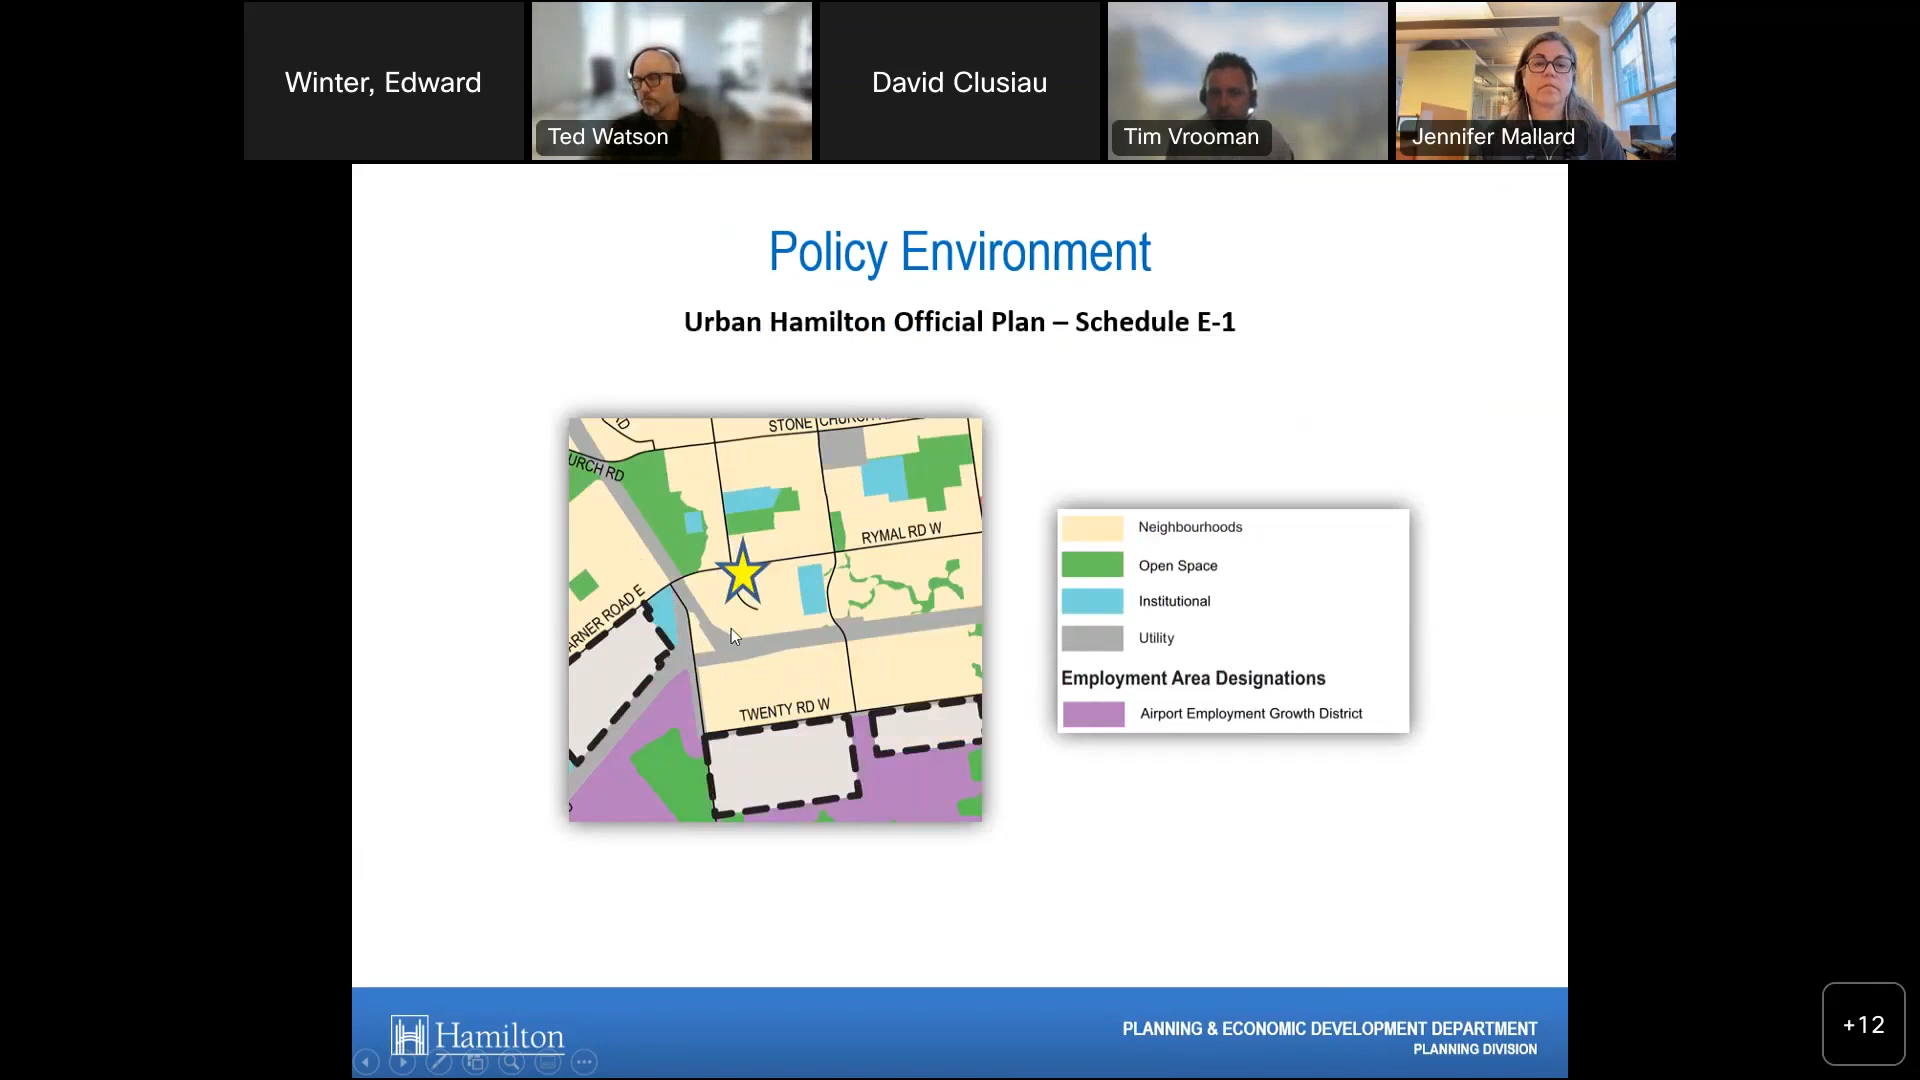 Winter, Edward
Ted Watson
David Clusiau
Tim Vrooman
Jennifer Mallard
Policy Environment
Urban Hamilton Official Plan – Schedule E-1
STONE CHURCH
URCH RD
RYMAL RD W
ARNER ROAD E
TWENTY RD W
Neighbourhoods
Open Space
Institutional
Utility
Employment Area Designations
Airport Employment Growth District
Hamilton
PLANNING & ECONOMIC DEVELOPMENT DEPARTMENT
PLANNING DIVISION
+12